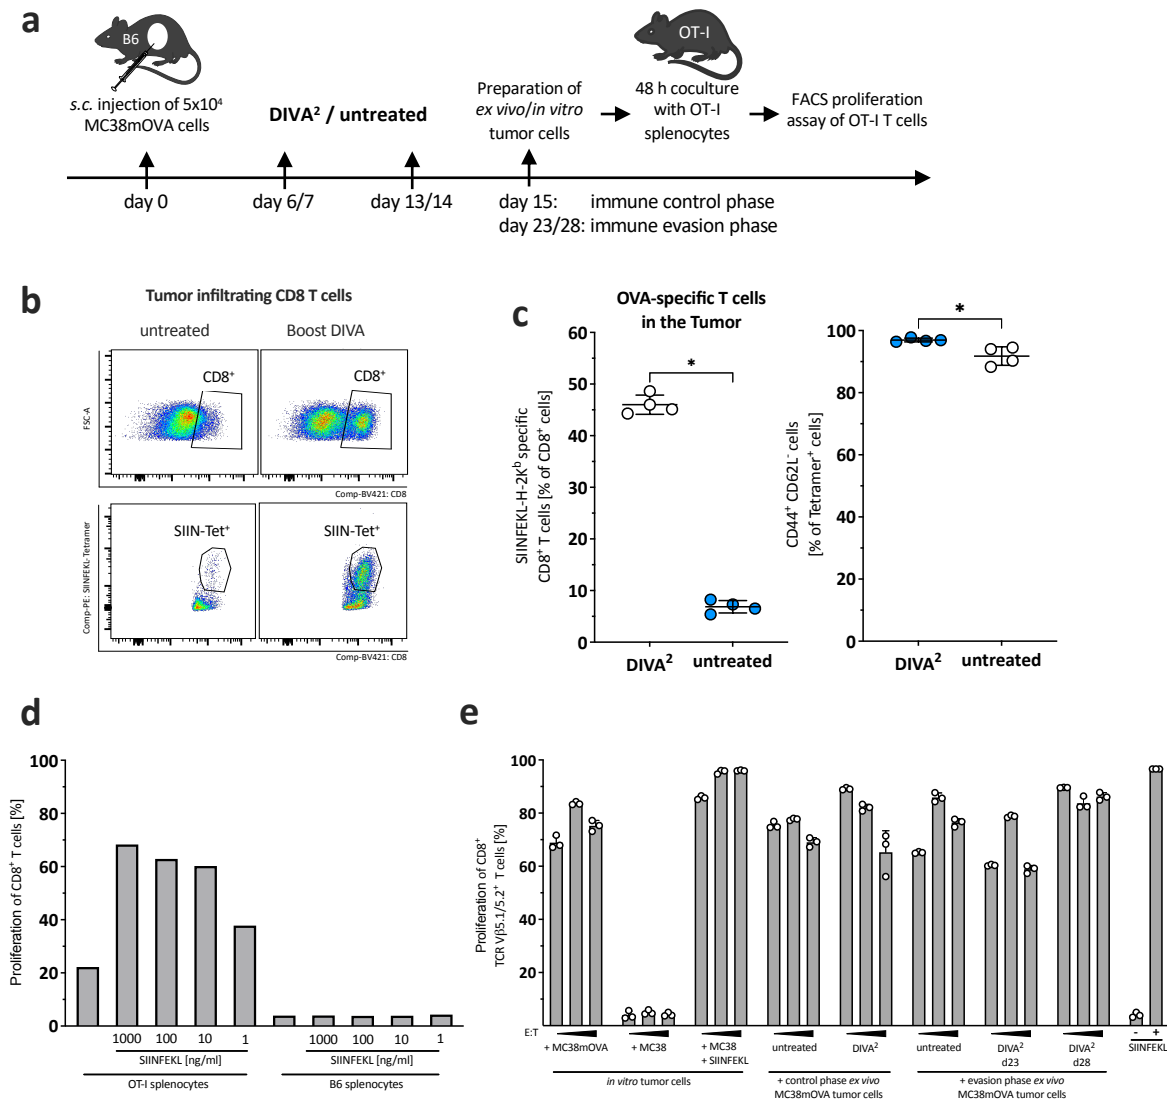 a
B6
OT-I
s.c. injection of 5x10⁴
MC38mOVA cells
DIVA² / untreated
Preparation of
ex vivo/in vitro
tumor cells
48 h coculture
with OT-I
splenocytes
FACS proliferation
assay of OT-I T cells
day 0
day 6/7
day 13/14
day 15: immune control phase
day 23/28: immune evasion phase
b
Tumor infiltrating CD8 T cells
untreated
Boost DIVA
CD8⁺
CD8⁺
FSC-A
Comp-BV421: CD8
Comp-BV421: CD8
SIIN-Tet⁺
SIIN-Tet⁺
Comp-PE: SIINFEKL-Tetramer
Comp-BV421: CD8
Comp-BV421: CD8
c
OVA-specific T cells
in the Tumor
SIINFEKL-H-2Kᵇ specific
CD8⁺ T cells [% of CD8⁺ cells]
60
50
40
30
20
10
0
*
DIVA²
untreated
CD44⁺ CD62L⁻ cells
[% of Tetramer⁺ cells]
100
80
60
40
20
0
*
DIVA²
untreated
d
Proliferation of CD8⁺ T cells [%]
100
80
60
40
20
0
1000
100
10
1
1000
100
10
1
SIINFEKL [ng/ml]
SIINFEKL [ng/ml]
OT-I splenocytes
B6 splenocytes
e
Proliferation of CD8⁺
TCR Vβ5.1/5.2⁺ T cells [%]
100
80
60
40
20
0
E:T
+ MC38mOVA
+ MC38
+ MC38
+ SIINFEKL
untreated
DIVA²
untreated
DIVA²
d23
DIVA²
d28
- +
SIINFEKL
in vitro tumor cells
+ control phase ex vivo
MC38mOVA tumor cells
+ evasion phase ex vivo
MC38mOVA tumor cells